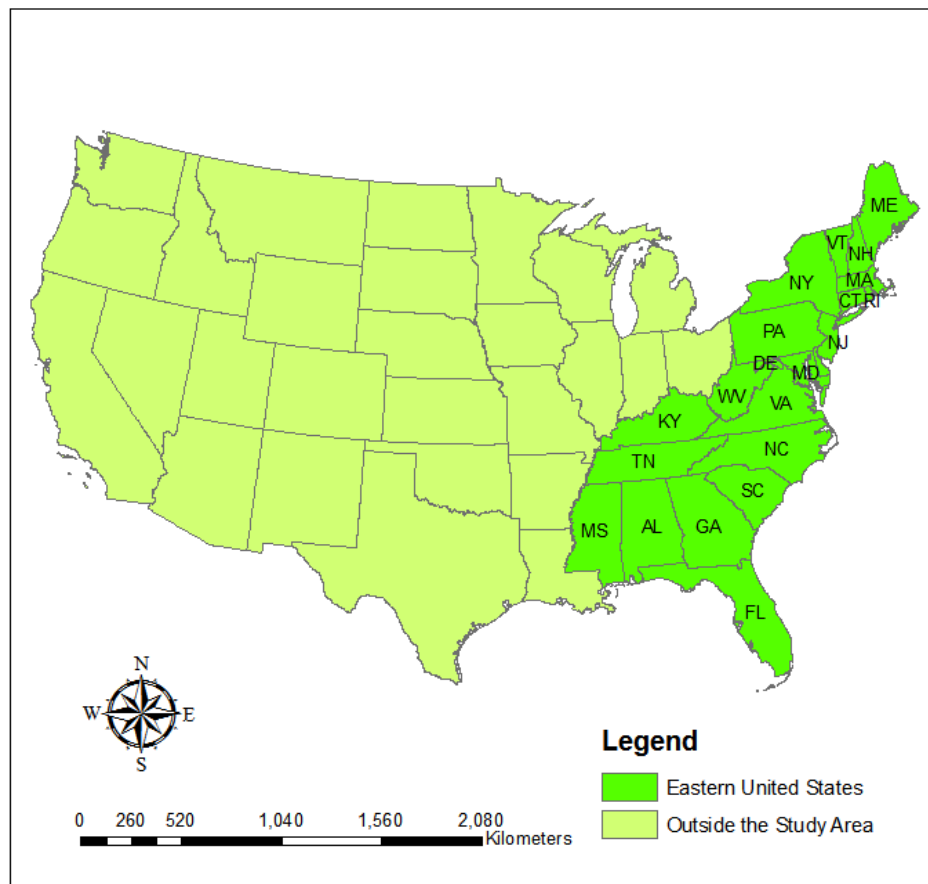 ME
VT
NH
NY
MA
CT RI
PA
NJ
DE
MD
WV
VA
KY
NC
TN
SC
MS AL GA
FL
N
W E
S
Legend
Eastern United States
Outside the Study Area
0 260 520 1,040 1,560 2,080
Kilometers